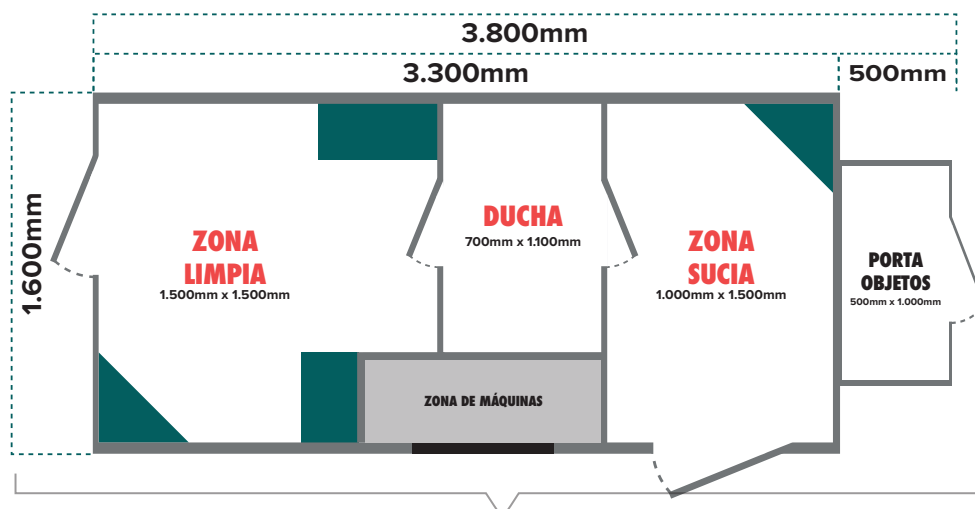 3.800mm
3.300mm
500mm
1.600mm
ZONA
LIMPIA
1.500mm x 1.500mm
DUCHA
700mm x 1.100mm
ZONA
SUCIA
1.000mm x 1.500mm
PORTA
OBJETOS
500mm x 1.000mm
ZONA DE MÁQUINAS